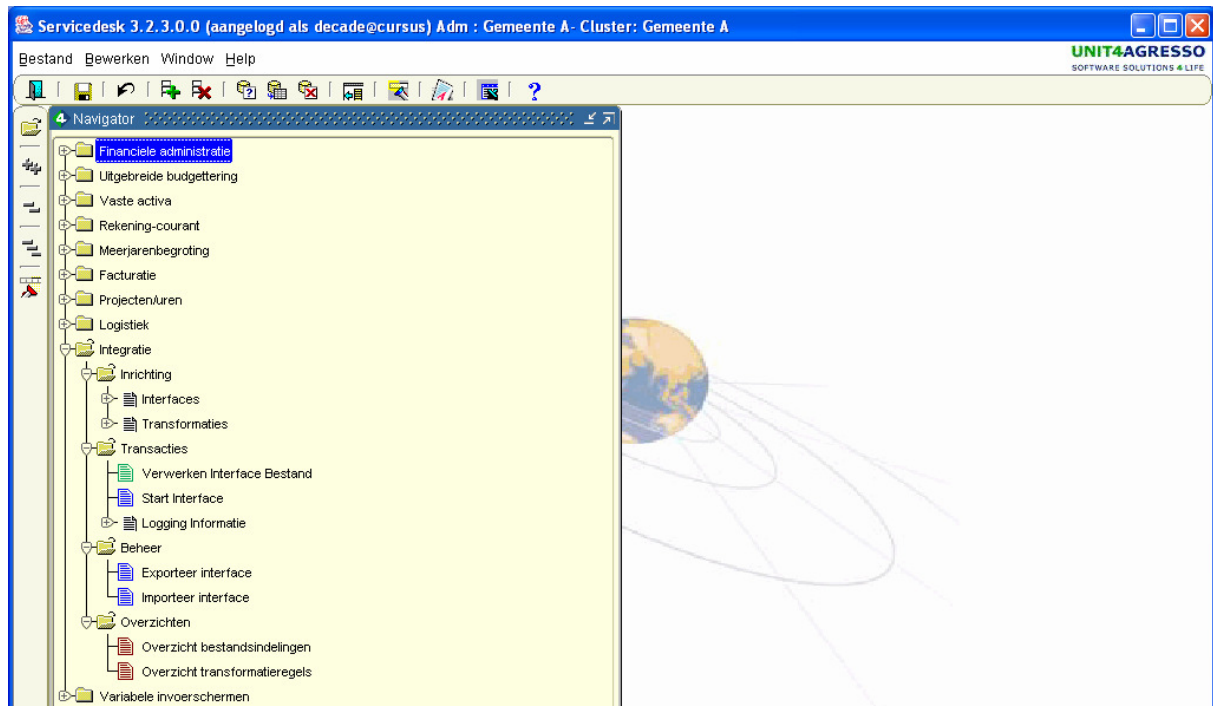 Servicedesk 3.2.3.0.0 (aangelogd als decade@cursus) Adm : Gemeente A- Cluster: Gemeente A
Bestand Bewerken Window Help
UNIT4AGRESSO
SOFTWARE SOLUTIONS 4 LIFE
4 Navigator
Financiele administratie
Uitgebreide budgettering
Vaste activa
Rekening-courant
Meerjarenbegroting
Facturatie
Projecten/uren
Logistiek
Integratie
Inrichting
Interfaces
Transformaties
Transacties
Verwerken Interface Bestand
Start Interface
Logging Informatie
Beheer
Exporteer interface
Importeer interface
Overzichten
Overzicht bestandsindelingen
Overzicht transformatieregels
Variabele invoerschermen